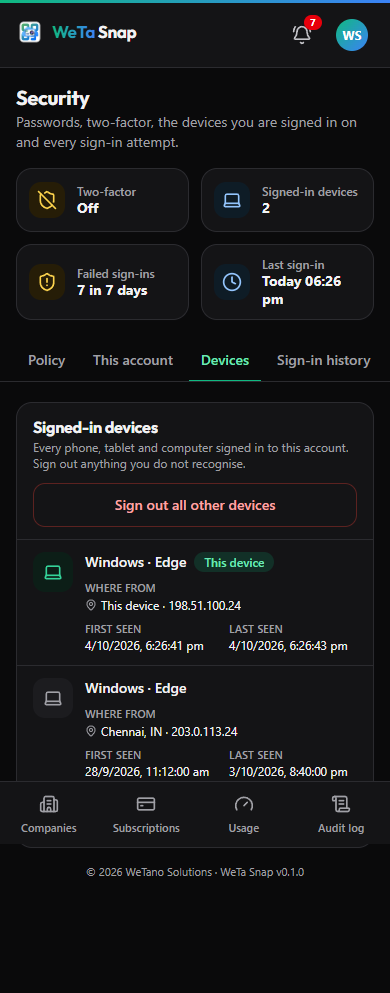 WeTa Snap
7
WS
Security
Passwords, two-factor, the devices you are signed in on
and every sign-in attempt.
Two-factor
Off
Signed-in devices
2
Failed sign-ins
7 in 7 days
Last sign-in
Today 06:26
pm
Policy
This account
Devices
Sign-in history
Signed-in devices
Every phone, tablet and computer signed in to this account.
Sign out anything you do not recognise.
Sign out all other devices
Windows · Edge
This device
WHERE FROM
This device · 198.51.100.24
FIRST SEEN
LAST SEEN
4/10/2026, 6:26:41 pm
4/10/2026, 6:26:43 pm
Windows · Edge
WHERE FROM
Chennai, IN · 203.0.113.24
FIRST SEEN
LAST SEEN
28/9/2026, 11:12:00 am
3/10/2026, 8:40:00 pm
Companies
Subscriptions
Usage
Audit log
© 2026 WeTano Solutions · WeTa Snap v0.1.0